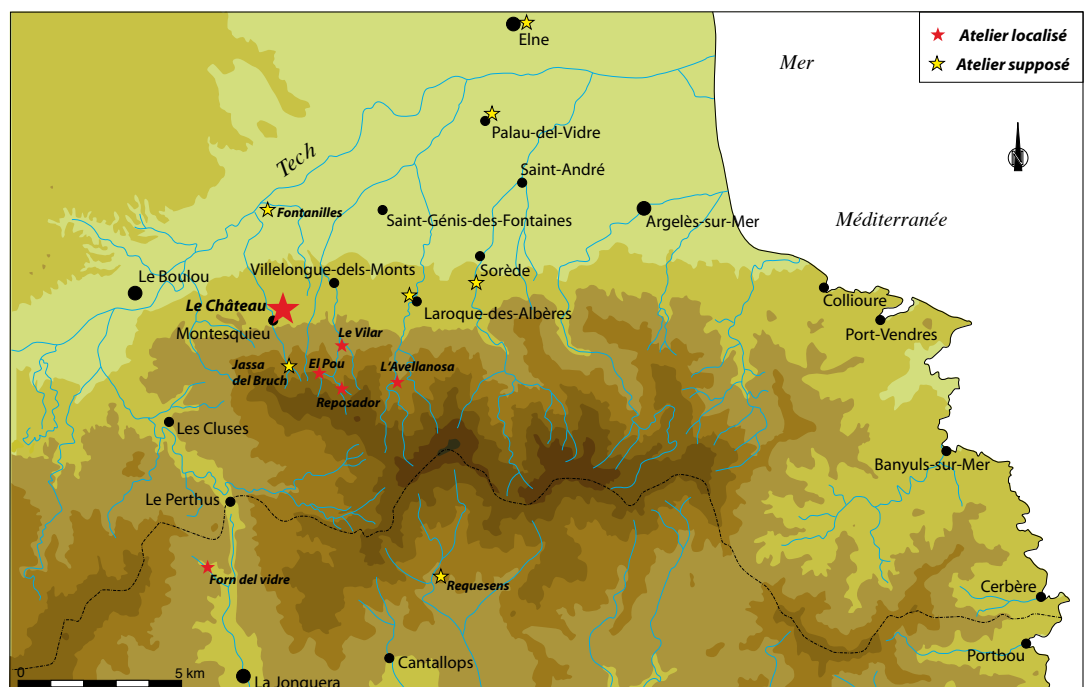 Elne
Mer
Atelier localisé
Atelier supposé
Palau-del-Vidre
Tech
Saint-André
N
Fontanilles
Saint-Génis-des-Fontaines
Argelès-sur-Mer
Méditerranée
Le Boulou
Villelongue-dels-Monts
Sorède
Le Château
Laroque-des-Albères
Collioure
Montesquieu
Port-Vendres
Le Vilar
Jassa
del Bruch
El Pou
L'Avellanosa
Reposador
Les Cluses
Banyuls-sur-Mer
Le Perthus
Forn del vidre
Requesens
Cerbère
Cantallops
Portbou
0
5 km
La Jonquera